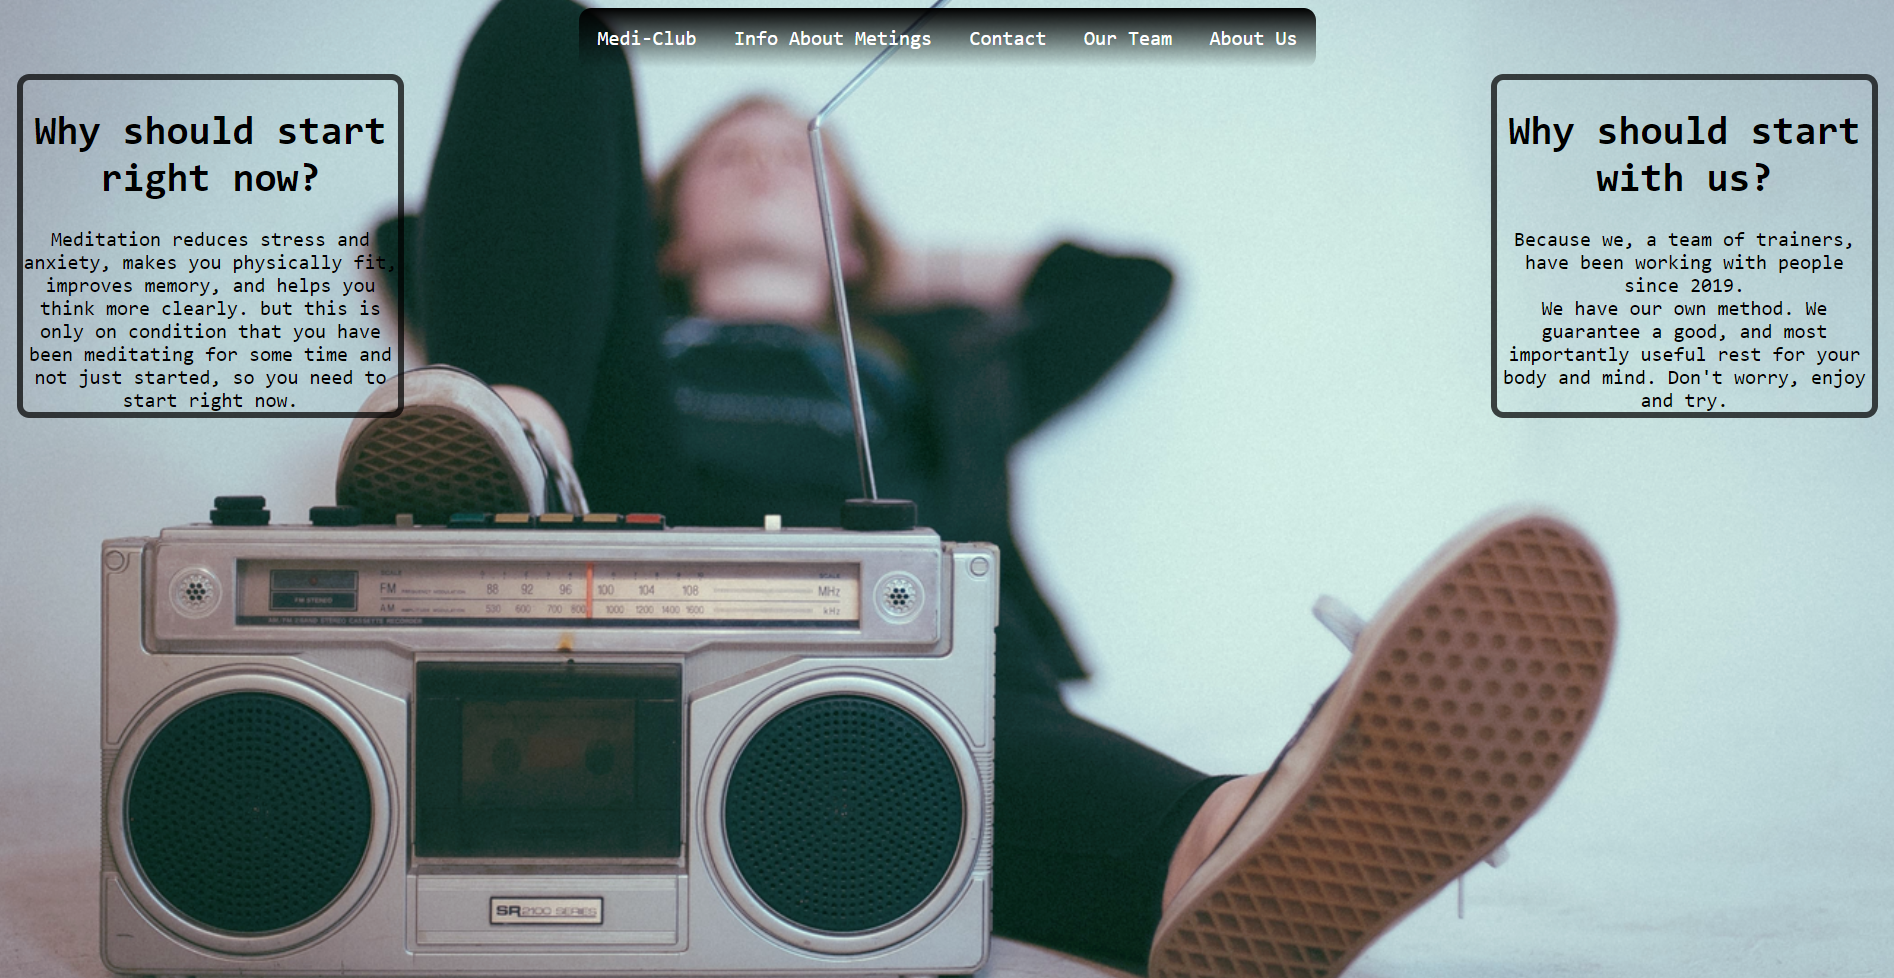 Medi-Club Info About Metings Contact Our Team About Us
Why should start
right now?
Meditation reduces stress and
anxiety, makes you physically fit,
improves memory, and helps you
think more clearly. but this is
only on condition that you have
been meditating for some time and
not just started, so you need to
start right now.
Why should start
with us?
Because we, a team of trainers,
have been working with people
since 2019.
We have our own method. We
guarantee a good, and most
importantly useful rest for your
body and mind. Don't worry, enjoy
and try.
SCALE SCALE
FM 88 92 96 100 104 108 MHz
FM STEREO
AM 530 600 700 800 1000 1200 1400 1600 kHz
SR 2100 SERIES